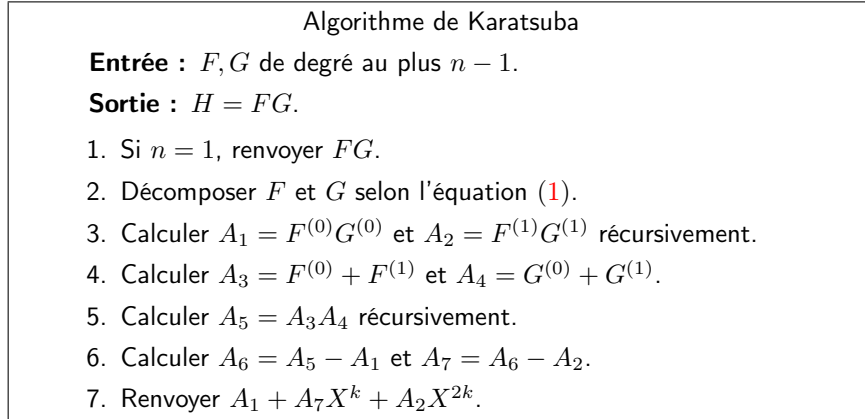 Algorithme de Karatsuba
Entrée : F, G de degré au plus n − 1.
Sortie : H = FG.
1. Si n = 1, renvoyer FG.
2. Décomposer F et G selon l'équation (1).
3. Calculer A₁ = F⁽⁰⁾G⁽⁰⁾ et A₂ = F⁽¹⁾G⁽¹⁾ récursivement.
4. Calculer A₃ = F⁽⁰⁾ + F⁽¹⁾ et A₄ = G⁽⁰⁾ + G⁽¹⁾.
5. Calculer A₅ = A₃A₄ récursivement.
6. Calculer A₆ = A₅ − A₁ et A₇ = A₆ − A₂.
7. Renvoyer A₁ + A₇Xᵏ + A₂X²ᵏ.